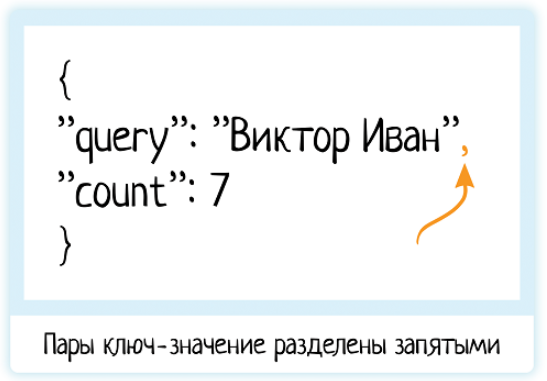 {
”query”: ”Виктор Иван”,
”count”: 7
}
Пары ключ-значение разделены запятыми